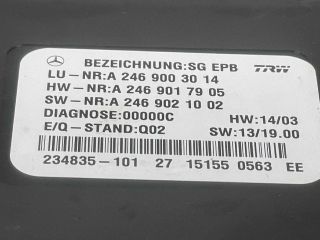 BEZEICHNUNG:SG EPB TRW
LU-NR:A 246 900 30 14
HW-NR:A 246 901 79 05
SW-NR:A 246 902 10 02
DIAGNOSE:00000C HW:14/03
E/Q-STAND:Q02 SW:13/19.00
234835-101 27 15155 0563 EE